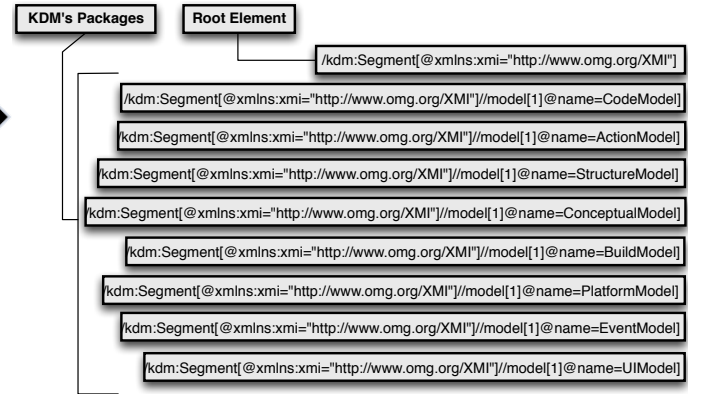 KDM's Packages
Root Element
/kdm:Segment[@xmlns:xmi="http://www.omg.org/XMI"]
/kdm:Segment[@xmlns:xmi="http://www.omg.org/XMI"]//model[1]@name=CodeModel]
/kdm:Segment[@xmlns:xmi="http://www.omg.org/XMI"]//model[1]@name=ActionModel]
/kdm:Segment[@xmlns:xmi="http://www.omg.org/XMI"]//model[1]@name=StructureModel]
/kdm:Segment[@xmlns:xmi="http://www.omg.org/XMI"]//model[1]@name=ConceptualModel]
/kdm:Segment[@xmlns:xmi="http://www.omg.org/XMI"]//model[1]@name=BuildModel]
/kdm:Segment[@xmlns:xmi="http://www.omg.org/XMI"]//model[1]@name=PlatformModel]
/kdm:Segment[@xmlns:xmi="http://www.omg.org/XMI"]//model[1]@name=EventModel]
/kdm:Segment[@xmlns:xmi="http://www.omg.org/XMI"]//model[1]@name=UIModel]